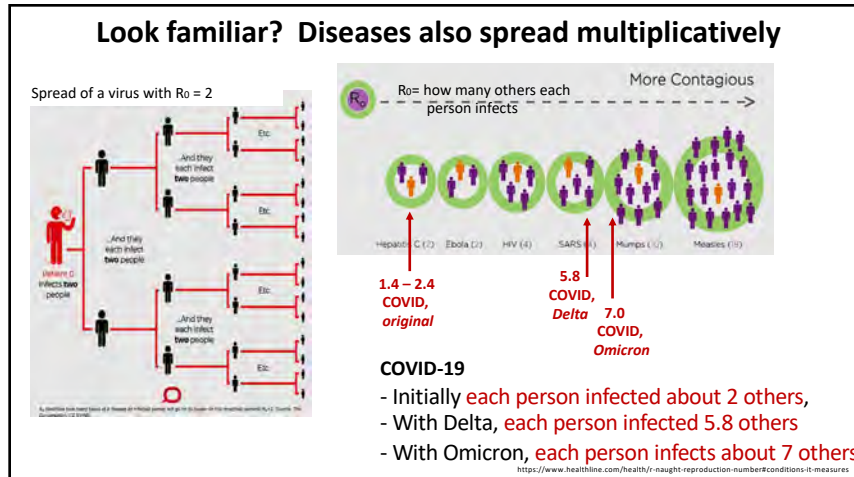 Look familiar? Diseases also spread multiplicatively
Spread of a virus with R0 = 2
Etc.
...And they
each infect
two people
Etc.
...And they
each infect
two people
Patient 0
infects two
people
Etc.
...And they
each infect
two people
Etc.
R0
R0= how many others each
person infects
More Contagious
Hepatitis C (2)
Ebola (2)
HIV (4)
SARS (4)
Mumps (10)
Measles (18)
1.4 – 2.4
COVID,
original
5.8
COVID,
Delta
7.0
COVID,
Omicron
COVID-19
- Initially each person infected about 2 others,
- With Delta, each person infected 5.8 others
- With Omicron, each person infects about 7 others
https://www.healthline.com/health/r-naught-reproduction-number#conditions-it-measures